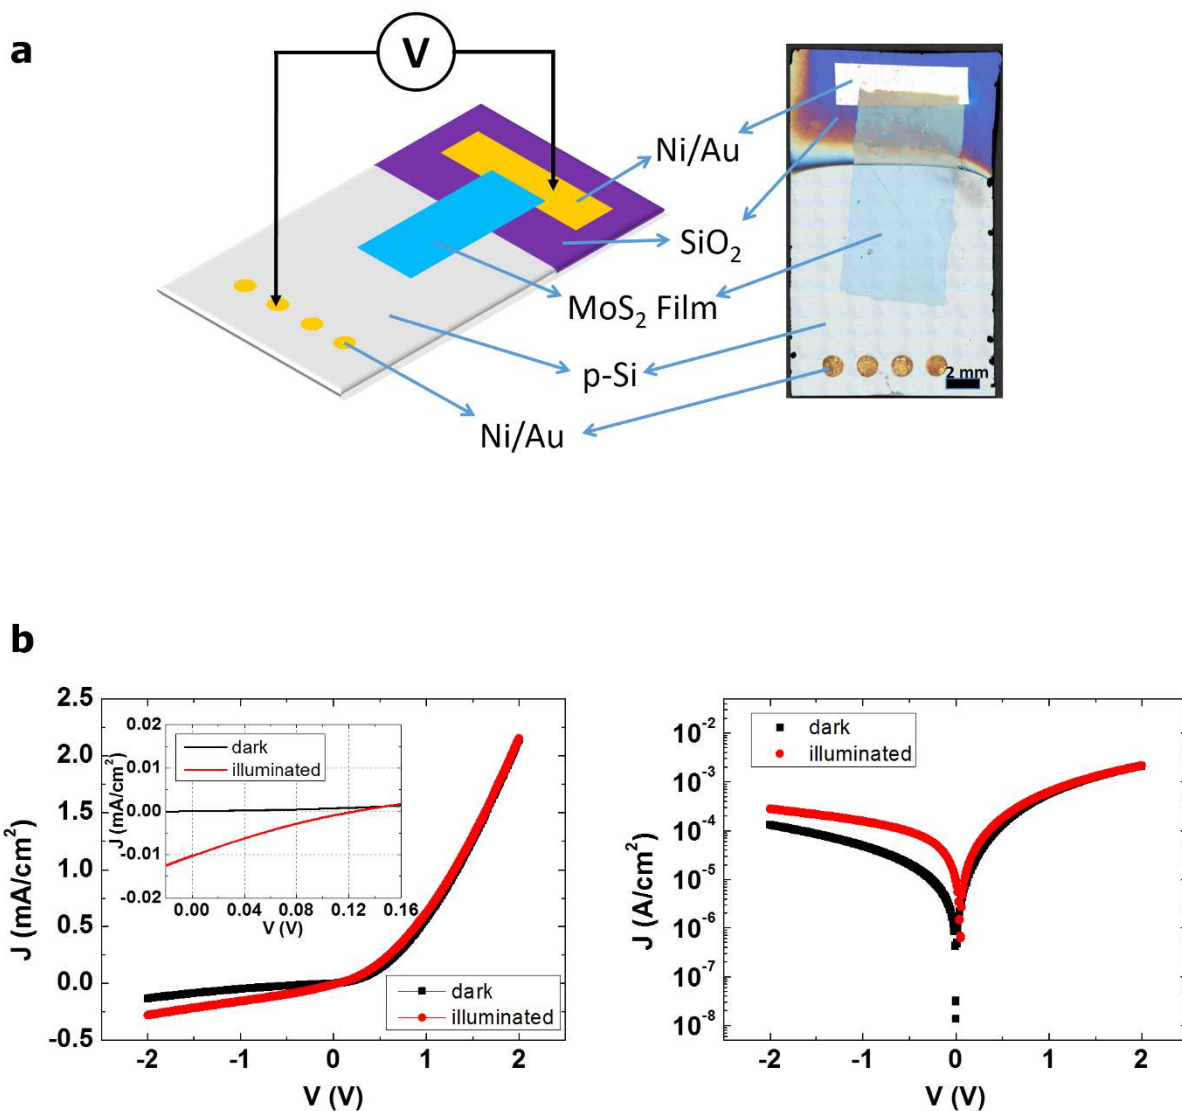 a
V
Ni/Au
SiO₂
MoS₂ Film
p-Si
Ni/Au
2 mm
b
J (mA/cm²)
2.5
2.0
1.5
1.0
0.5
0.0
-0.5
-2
-1
0
1
2
V (V)
dark
illuminated
J (mA/cm²)
0.02
0.01
0.00
-0.01
-0.02
0.00
0.04
0.08
0.12
0.16
V (V)
dark
illuminated
J (A/cm²)
10⁻²
10⁻³
10⁻⁴
10⁻⁵
10⁻⁶
10⁻⁷
10⁻⁸
-2
-1
0
1
2
V (V)
dark
illuminated